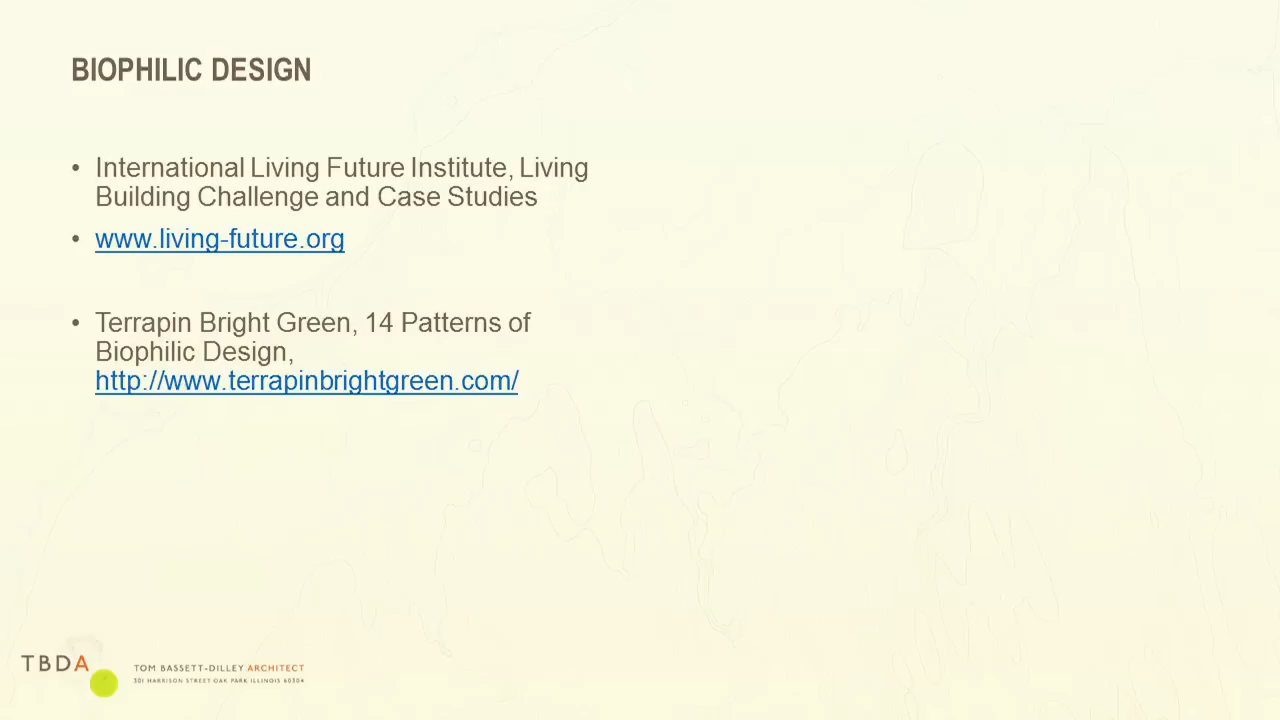 BIOPHILIC DESIGN
• International Living Future Institute, Living
Building Challenge and Case Studies
• www.living-future.org
• Terrapin Bright Green, 14 Patterns of
Biophilic Design,
http://www.terrapinbrightgreen.com/
TBDA
TOM BASSETT-DILLEY ARCHITECT
301 HARRISON STREET OAK PARK ILLINOIS 60304